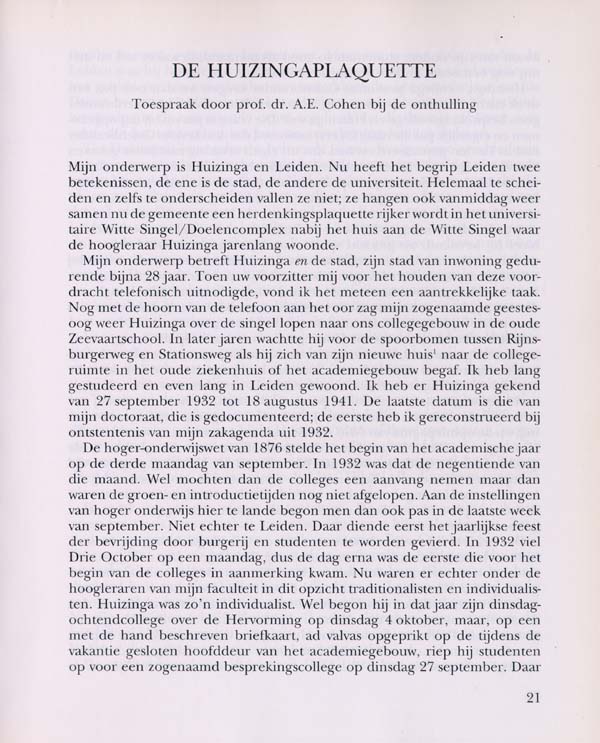 DE HUIZINGAPLAQUETTE
Toespraak door prof. dr. A.E. Cohen bij de onthulling
Mijn onderwerp is Huizinga en Leiden. Nu heeft het begrip Leiden twee
betekenissen, de ene is de stad, de andere de universiteit. Helemaal te schei-
den en zelfs te onderscheiden vallen ze niet; ze hangen ook vanmiddag weer
samen nu de gemeente een herdenkingsplaquette rijker wordt in het universi-
taire Witte Singel/Doelencomplex nabij het huis aan de Witte Singel waar
de hoogleraar Huizinga jarenlang woonde.
Mijn onderwerp betreft Huizinga en de stad, zijn stad van inwoning gedu-
rende bijna 28 jaar. Toen uw voorzitter mij voor het houden van deze voor-
dracht telefonisch uitnodigde, vond ik het meteen een aantrekkelijke taak.
Nog met de hoorn van de telefoon aan het oor zag mijn zogenaamde geestes-
oog weer Huizinga over de singel lopen naar ons collegegebouw in de oude
Zeevaartschool. In later jaren wachtte hij voor de spoorbomen tussen Rijns-
burgerweg en Stationsweg als hij zich van zijn nieuwe huis¹ naar de college-
ruimte in het oude ziekenhuis of het academiegebouw begaf. Ik heb lang
gestudeerd en even lang in Leiden gewoond. Ik heb er Huizinga gekend
van 27 september 1932 tot 18 augustus 1941. De laatste datum is die van
mijn doctoraat, die is gedocumenteerd; de eerste heb ik gereconstrueerd bij
ontstentenis van mijn zakagenda uit 1932.
De hoger-onderwijswet van 1876 stelde het begin van het academische jaar
op de derde maandag van september. In 1932 was dat de negentiende van
die maand. Wel mochten dan de colleges een aanvang nemen maar dan
waren de groen- en introductietijden nog niet afgelopen. Aan de instellingen
van hoger onderwijs hier te lande begon men dan ook pas in de laatste week
van september. Niet echter te Leiden. Daar diende eerst het jaarlijkse feest
der bevrijding door burgerij en studenten te worden gevierd. In 1932 viel
Drie October op een maandag, dus de dag erna was de eerste die voor het
begin van de colleges in aanmerking kwam. Nu waren er echter onder de
hoogleraren van mijn faculteit in dit opzicht traditionalisten en individualis-
ten. Huizinga was zo'n individualist. Wel begon hij in dat jaar zijn dinsdag-
ochtendcollege over de Hervorming op dinsdag 4 oktober, maar, op een
met de hand beschreven briefkaart, ad valvas opgeprikt op de tijdens de
vakantie gesloten hoofddeur van het academiegebouw, riep hij studenten
op voor een zogenaamd besprekingscollege op dinsdag 27 september. Daar
21